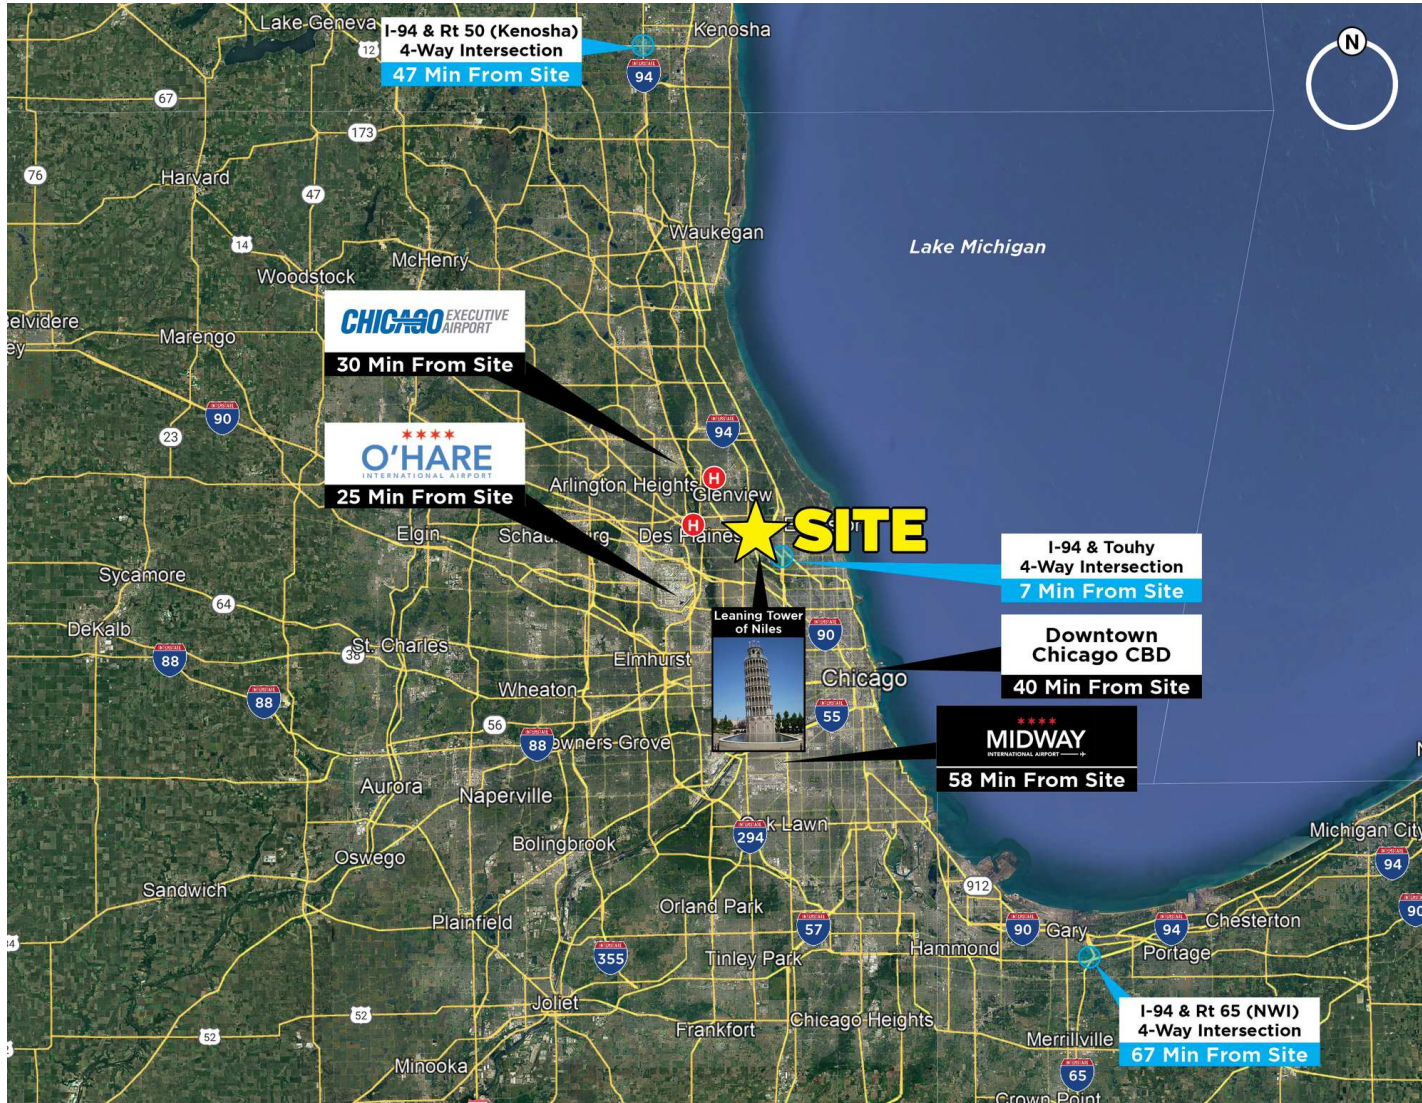 Lake Geneva
I-94 & Rt 50 (Kenosha)
4-Way Intersection
47 Min From Site
12
94
Kenosha
N
67
173
76
Harvard
47
14
Waukegan
Lake Michigan
McHenry
Woodstock
CHICAGO EXECUTIVE
AIRPORT
30 Min From Site
Marengo
90
23
94
O'HARE
INTERNATIONAL AIRPORT
25 Min From Site
Arlington Heights
H
Glenview
H
Des Plaines
SITE
Elgin
I-94 & Touhy
4-Way Intersection
7 Min From Site
Sycamore
64
DeKalb
88
38
St. Charles
Elmhurst
Leaning Tower
of Niles
90
Downtown
Chicago CBD
40 Min From Site
Chicago
88
Wheaton
56
88
55
MIDWAY
INTERNATIONAL AIRPORT
58 Min From Site
Aurora
Naperville
294
Bolingbrook
Oswego
Michigan City
94
Sandwich
912
Orland Park
Plainfield
57
90
Gary
94
Chesterton
90
355
Tinley Park
Hammond
Portage
Joliet
52
52
Frankfort
Chicago Heights
I-94 & Rt 65 (NWI)
4-Way Intersection
67 Min From Site
Merrillville
Minooka
65
Crown Point